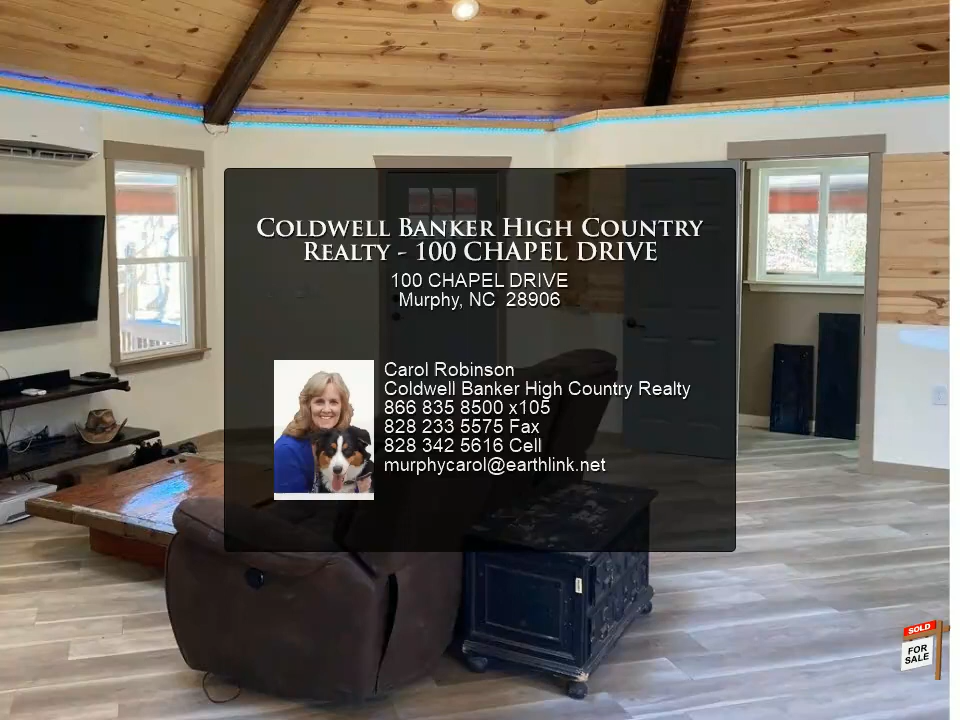 Coldwell Banker High Country
Realty - 100 CHAPEL DRIVE
100 CHAPEL DRIVE
Murphy, NC 28906
Carol Robinson
Coldwell Banker High Country Realty
866 835 8500 x105
828 233 5575 Fax
828 342 5616 Cell
murphycarol@earthlink.net
SOLD
FOR
SALE